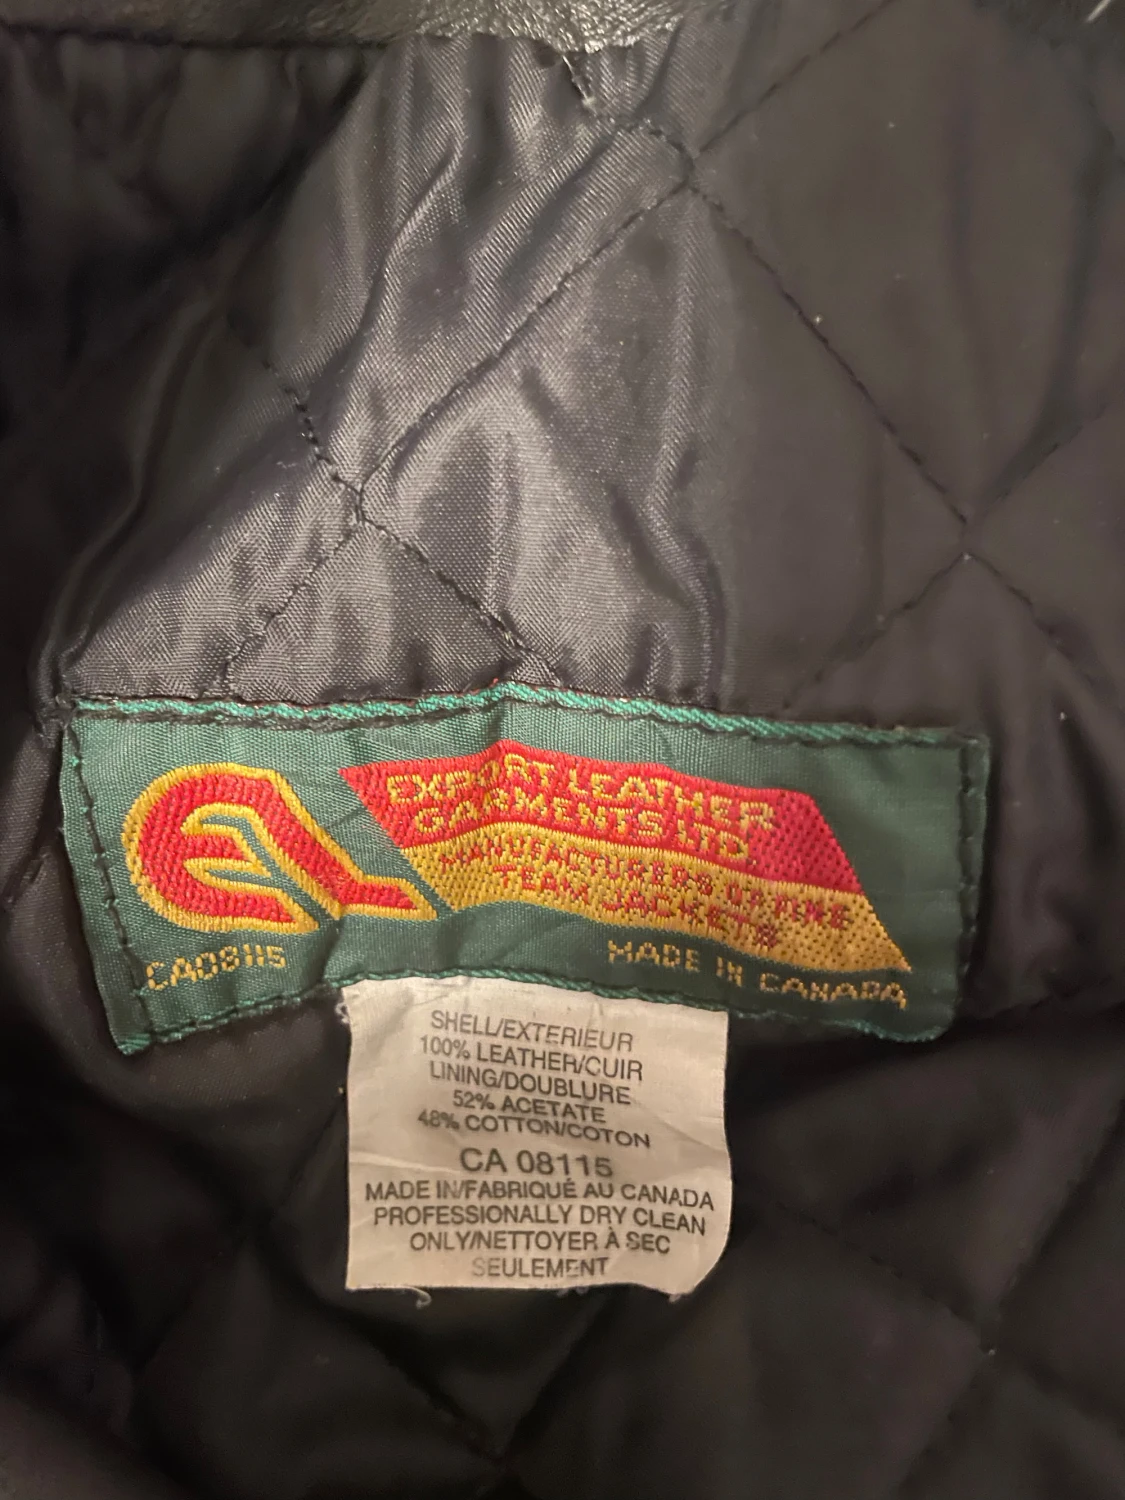 EL
EXPORT LEATHER
GARMENTS LTD.
MANUFACTURERS OF FINE
TEAM JACKETS
CA08115
MADE IN CANADA
SHELL/EXTERIEUR
100% LEATHER/CUIR
LINING/DOUBLURE
52% ACETATE
48% COTTON/COTON
CA 08115
MADE IN/FABRIQUÉ AU CANADA
PROFESSIONALLY DRY CLEAN
ONLY/NETTOYER À SEC
SEULEMENT